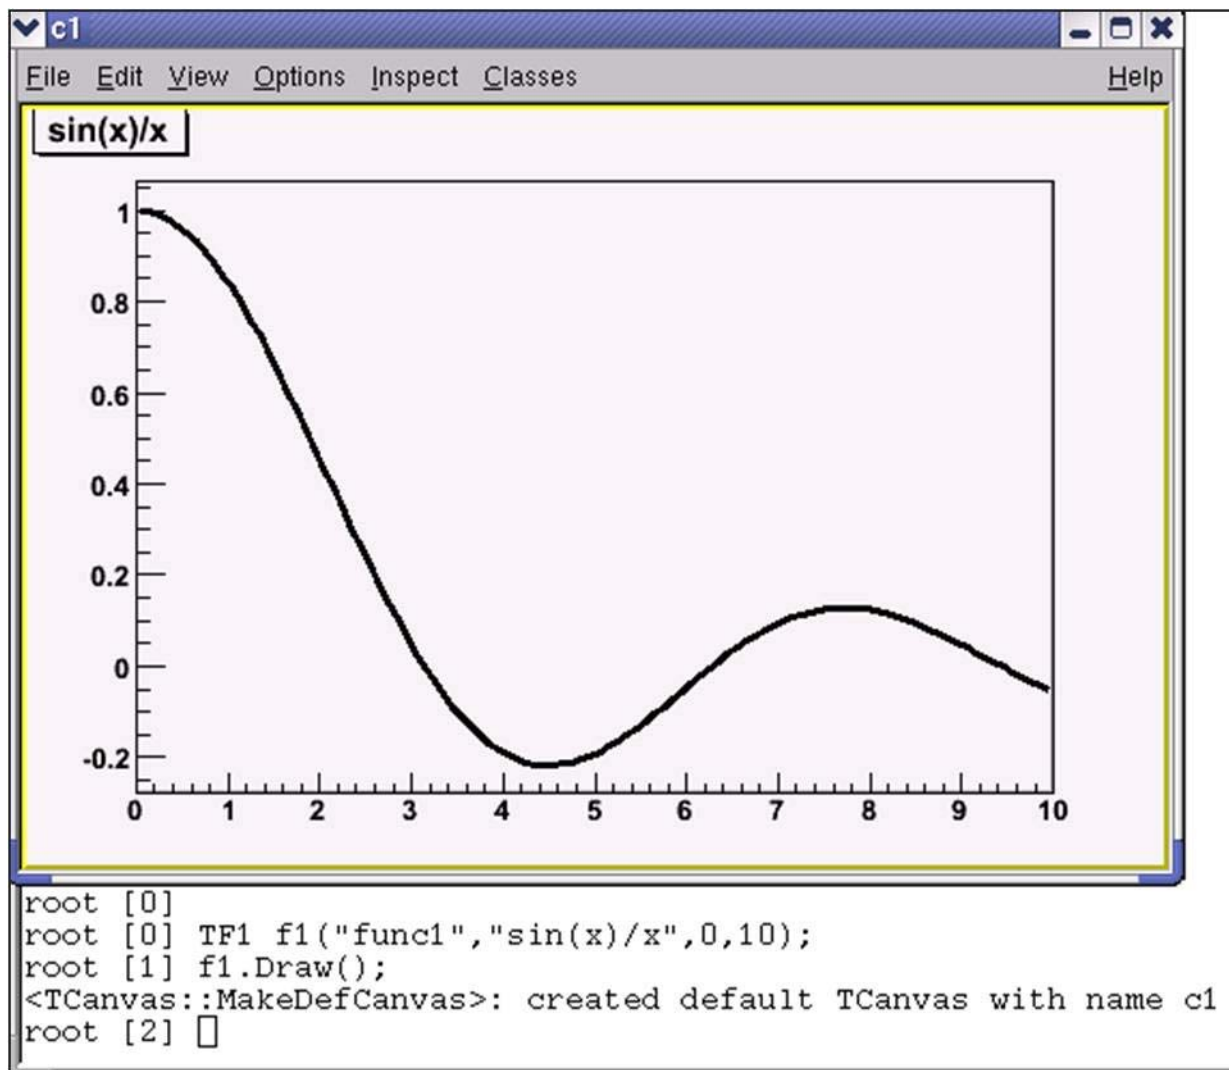 c1
File Edit View Options Inspect Classes Help
sin(x)/x
1
0.8
0.6
0.4
0.2
0
-0.2
0 1 2 3 4 5 6 7 8 9 10
root [0]
root [0] TF1 f1("func1","sin(x)/x",0,10);
root [1] f1.Draw();
<TCanvas::MakeDefCanvas>: created default TCanvas with name c1
root [2]